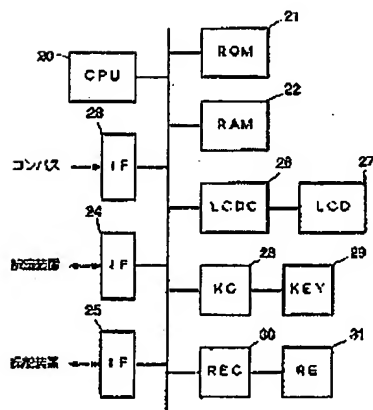 21
20
ROM
CPU
22
23
RAM
コンパス
IF
26
27
LCDC
LCD
24
IF
28
29
KC
KEY
25
30
31
IF
REC
RE